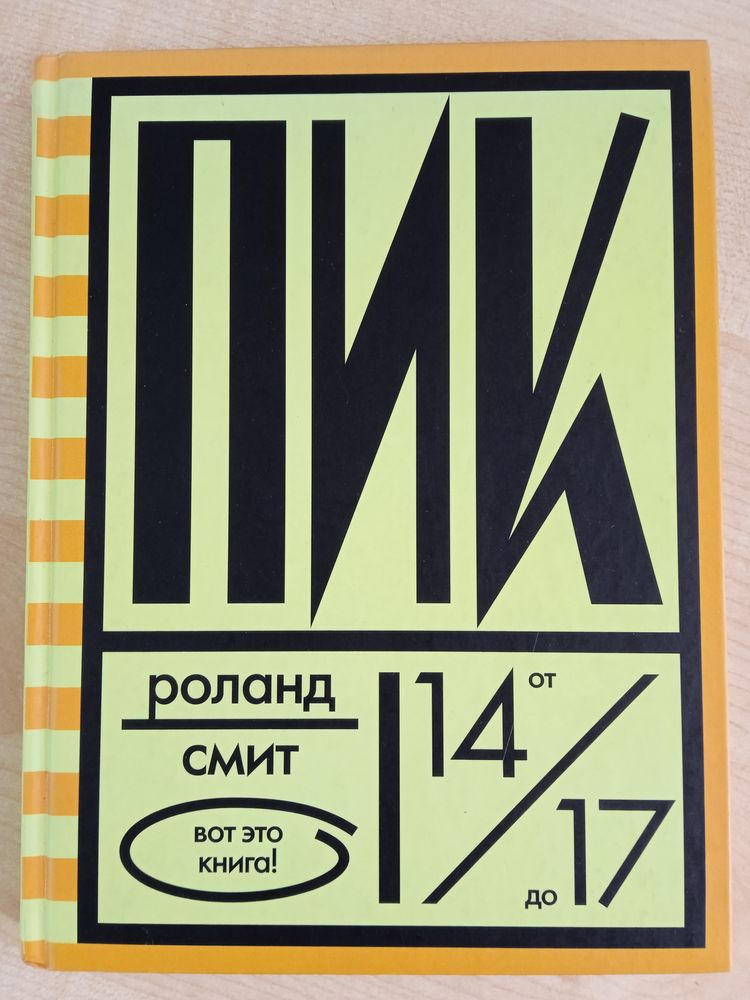 ПИК
роланд
смит
вот это
книга!
от
14
17
до